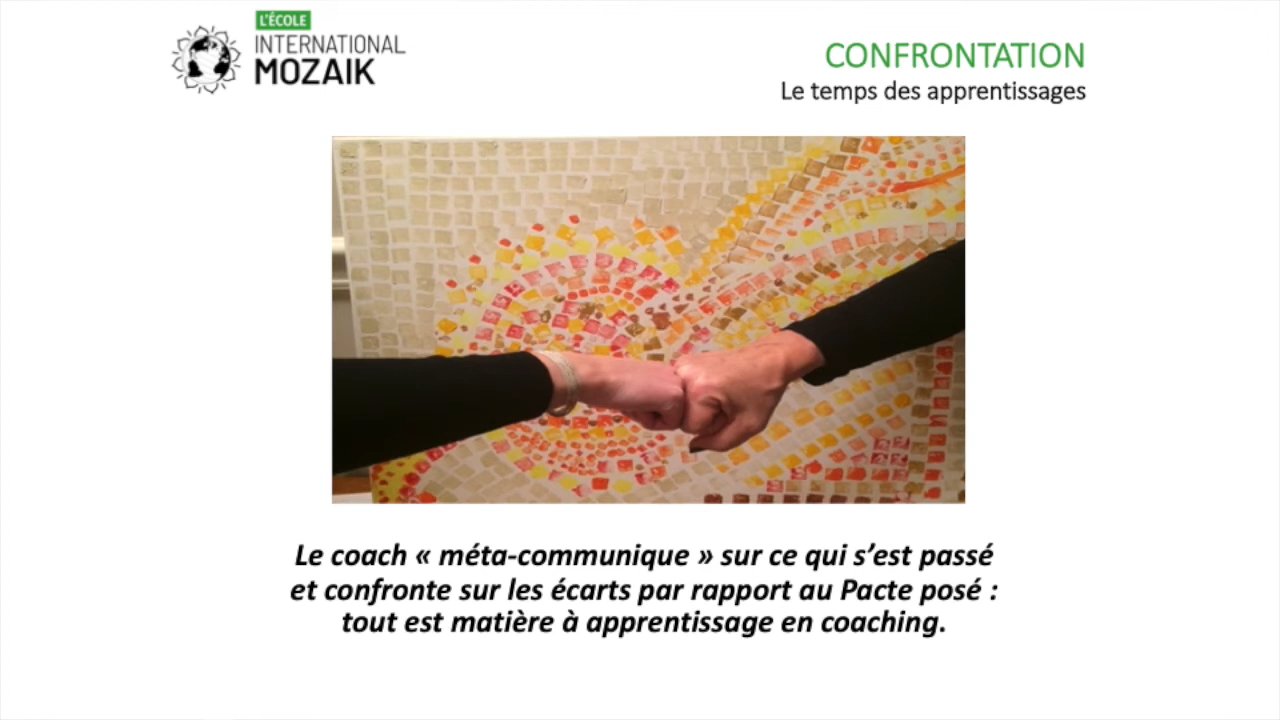 L'ÉCOLE
INTERNATIONAL
MOZAIK
CONFRONTATION
Le temps des apprentissages
Le coach « méta-communique » sur ce qui s’est passé
et confronte sur les écarts par rapport au Pacte posé :
tout est matière à apprentissage en coaching.